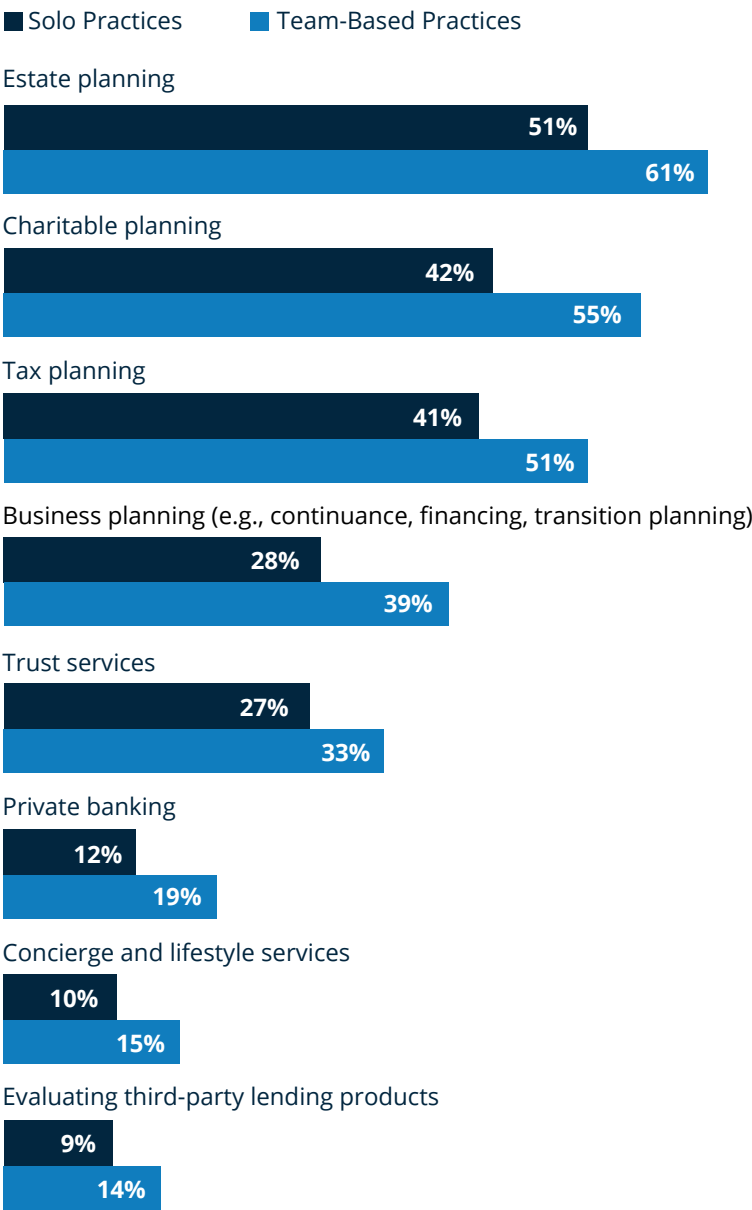 Solo Practices Team-Based Practices
Estate planning
51%
61%
Charitable planning
42%
55%
Tax planning
41%
51%
Business planning (e.g., continuance, financing, transition planning)
28%
39%
Trust services
27%
33%
Private banking
12%
19%
Concierge and lifestyle services
10%
15%
Evaluating third-party lending products
9%
14%